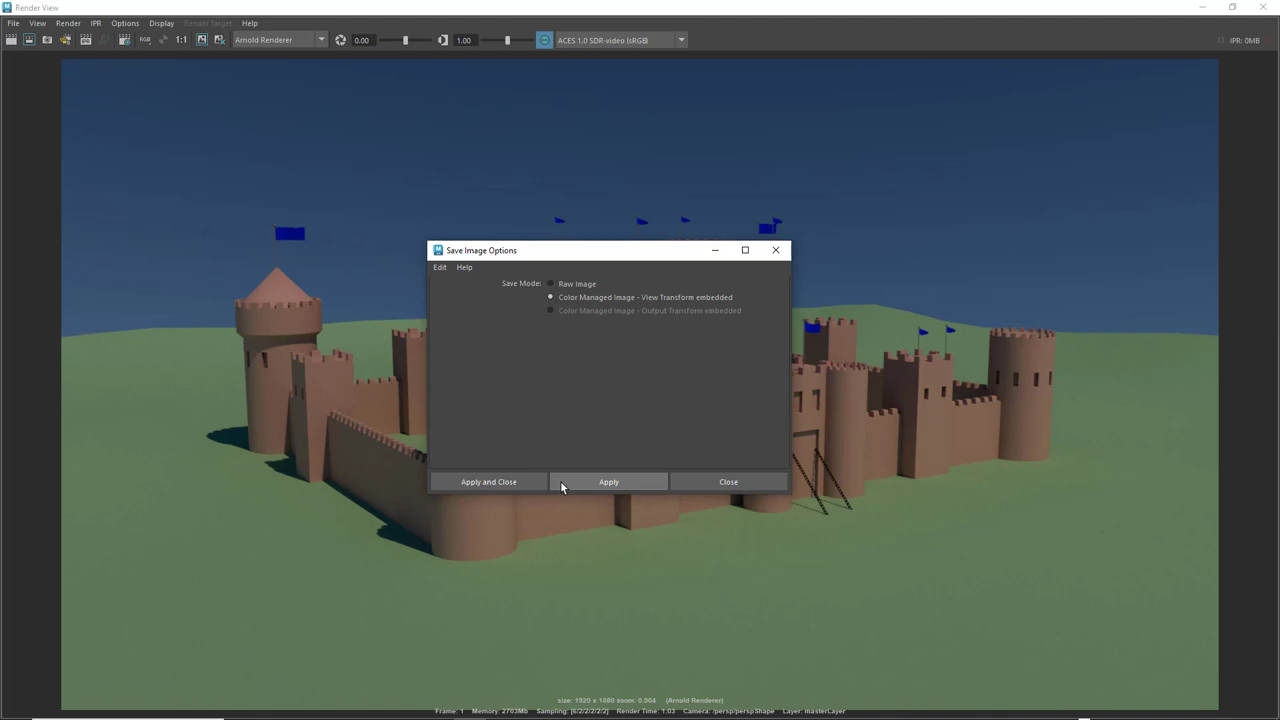 Render View
File View Render IPR Options Display Render Target Help
1:1 Arnold Renderer 0.00 1.00 ACES 1.0 SDR-video (sRGB) IPR: 0MB
Save Image Options
Edit Help
Save Mode: Raw image
Color Managed Image - View Transform embedded
Color Managed Image - Output Transform embedded
Apply and Close Apply Close
size: 1920 x 1080 zoom: 0.904 (Arnold Renderer)
Frame: 1 Memory: 2703Mb Sampling: [6/2/2/2/2/2] Render Time: 1:03 Camera: /persp/perspShape Layer: masterLayer